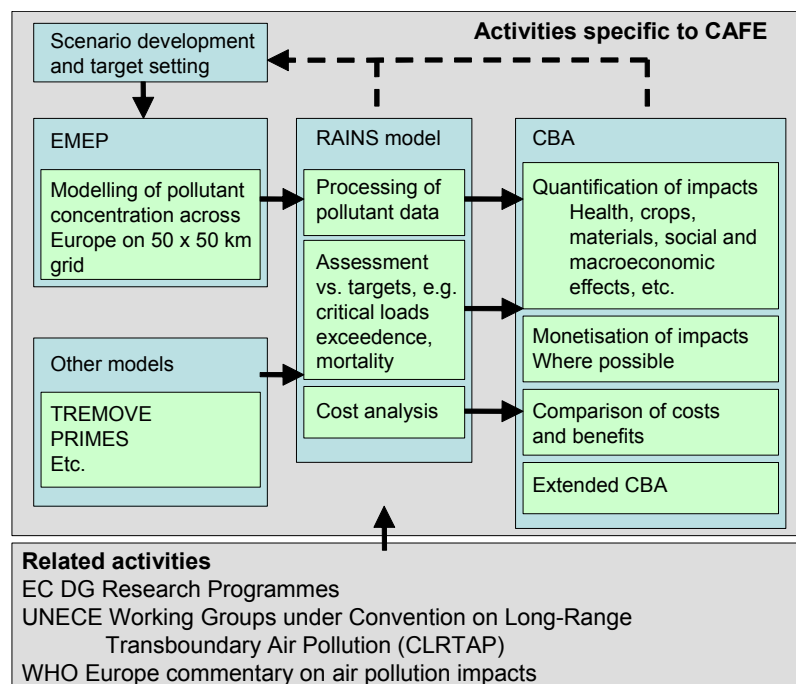 Activities specific to CAFE
Scenario development
and target setting
EMEP
Modelling of pollutant
concentration across
Europe on 50 x 50 km
grid
Other models
TREMOVE
PRIMES
Etc.
RAINS model
Processing of
pollutant data
Assessment
vs. targets, e.g.
critical loads
exceedence,
mortality
Cost analysis
CBA
Quantification of impacts
Health, crops,
materials, social and
macroeconomic
effects, etc.
Monetisation of impacts
Where possible
Comparison of costs
and benefits
Extended CBA
Related activities
EC DG Research Programmes
UNECE Working Groups under Convention on Long-Range
Transboundary Air Pollution (CLRTAP)
WHO Europe commentary on air pollution impacts